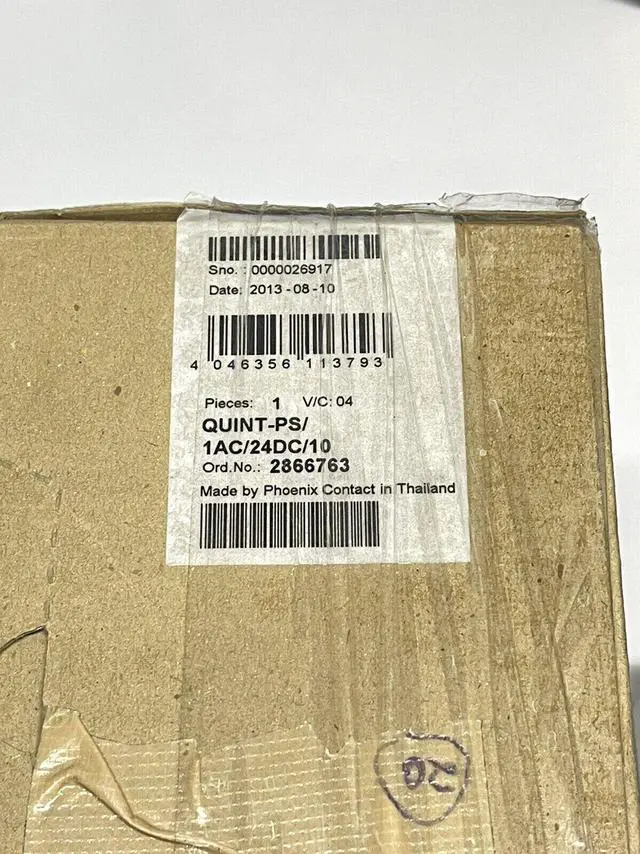 Sno. : 0000026917
Date: 2013-08-10
4 046356 113793
Pieces: 1 V/C: 04
QUINT-PS/
1AC/24DC/10
Ord.No.: 2866763
Made by Phoenix Contact in Thailand
20